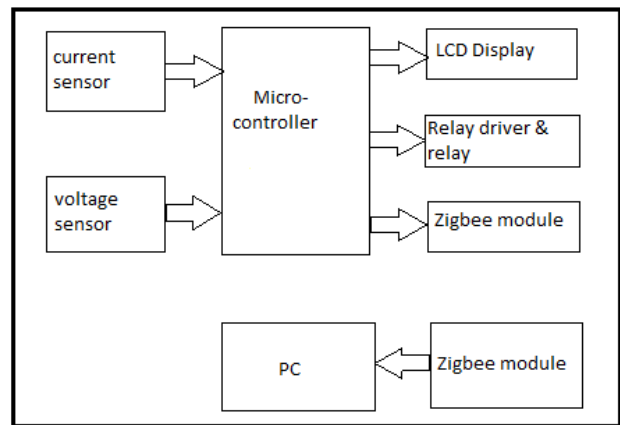 current
sensor
voltage
sensor
Micro-
controller
LCD Display
Relay driver &
relay
Zigbee module
PC
Zigbee module